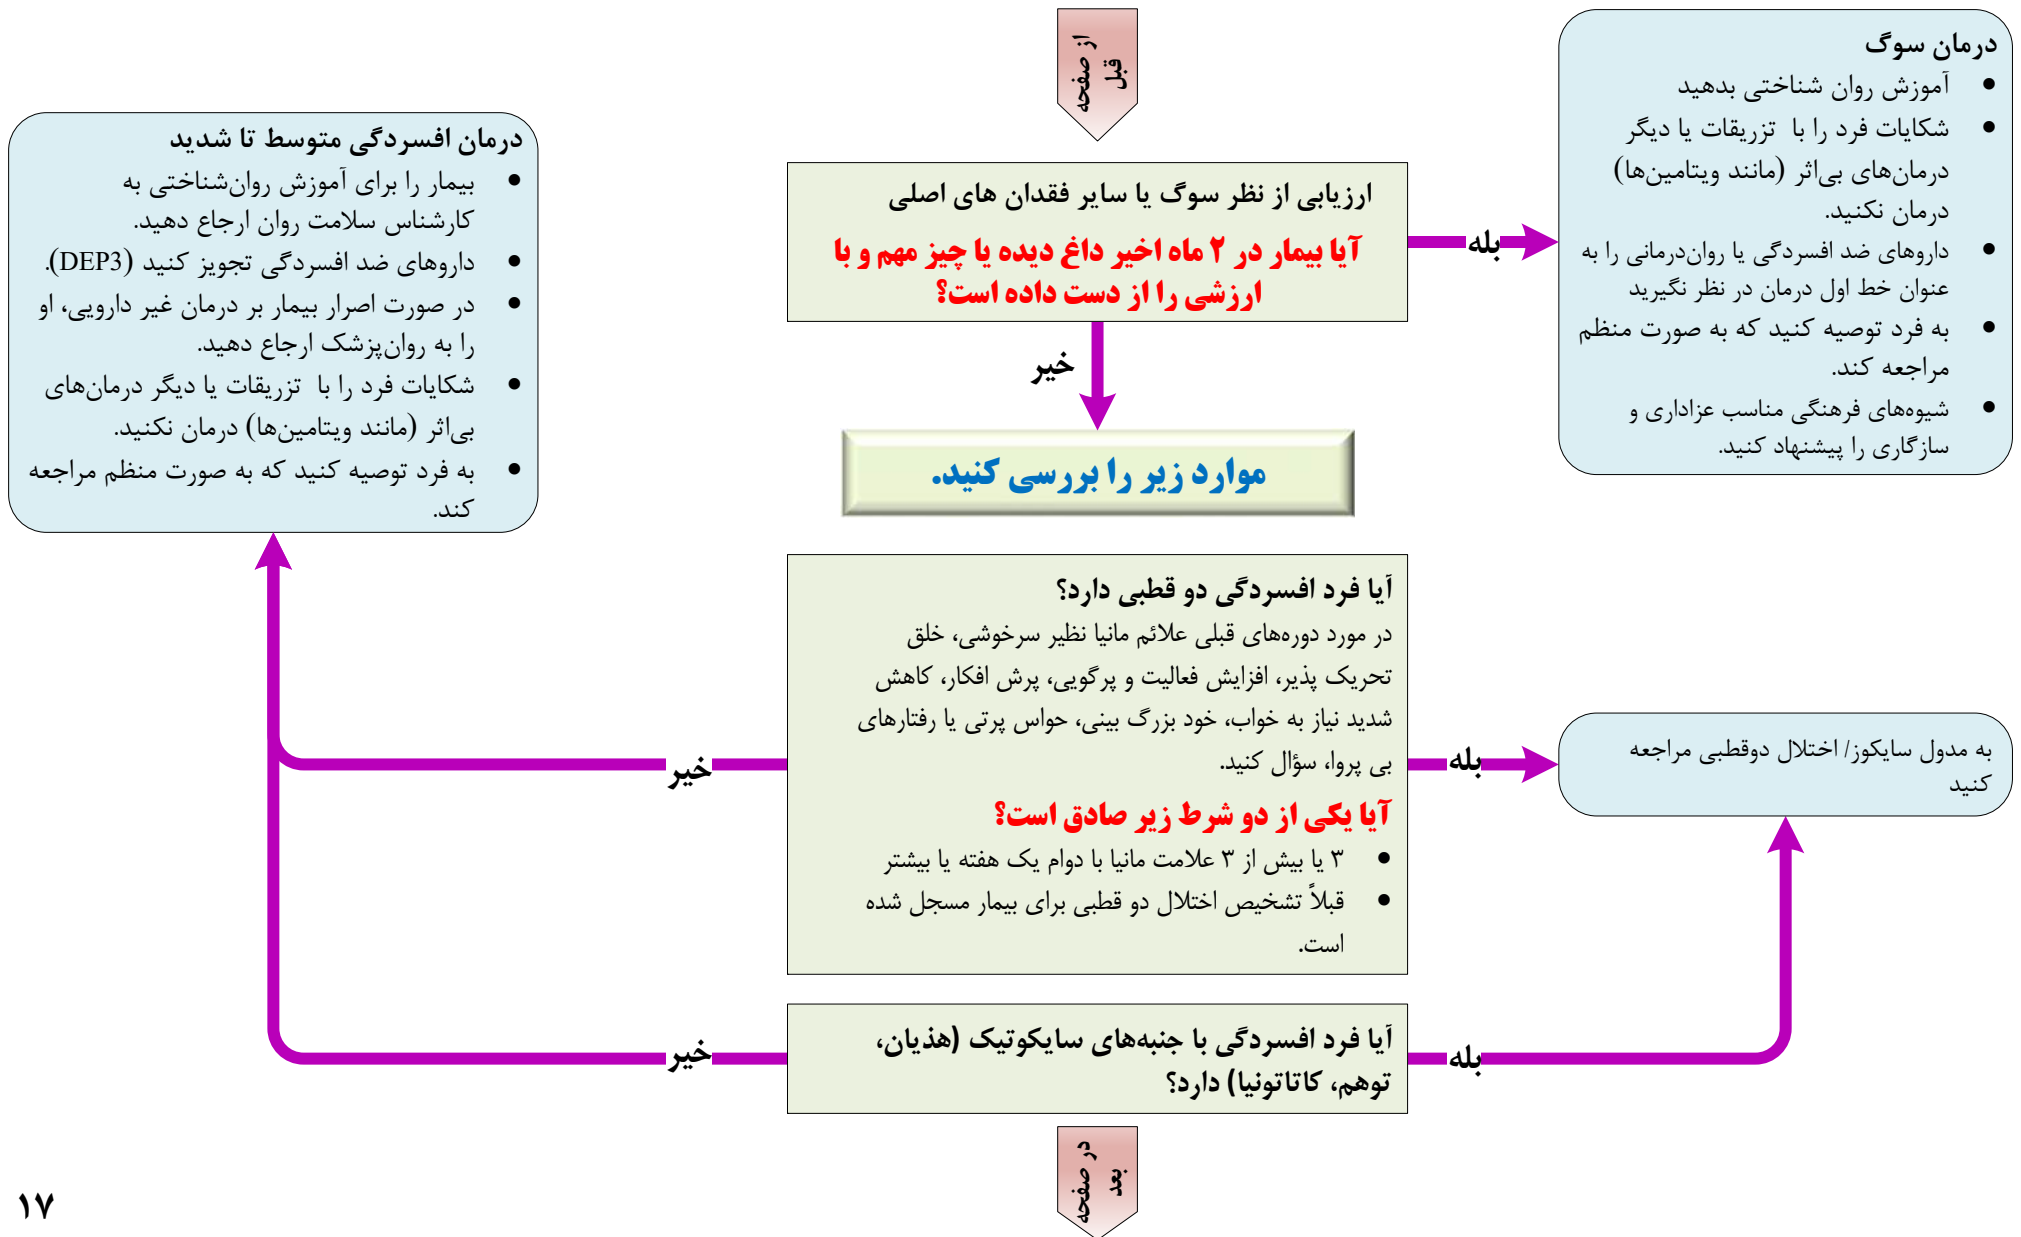 از صفحه
قبل
درمان سوگ
• آموزش روان شناختی بدهید
• شکایات فرد را با تزریقات یا دیگر
درمان‌های بی‌اثر (مانند ویتامین‌ها)
درمان نکنید.
• داروهای ضد افسردگی یا روان‌درمانی را به
عنوان خط اول درمان در نظر نگیرید
• به فرد توصیه کنید که به صورت منظم
مراجعه کند.
• شیوه‌های فرهنگی مناسب عزاداری و
سازگاری را پیشنهاد کنید.
ارزیابی از نظر سوگ یا سایر فقدان های اصلی
آیا بیمار در ۲ ماه اخیر داغ دیده یا چیز مهم و با
ارزشی را از دست داده است؟
بله
خیر
درمان افسردگی متوسط تا شدید
• بیمار را برای آموزش روان‌شناختی به
کارشناس سلامت روان ارجاع دهید.
• داروهای ضد افسردگی تجویز کنید (DEP3).
• در صورت اصرار بیمار بر درمان غیر دارویی، او
را به روان‌پزشک ارجاع دهید.
• شکایات فرد را با تزریقات یا دیگر درمان‌های
بی‌اثر (مانند ویتامین‌ها) درمان نکنید.
• به فرد توصیه کنید که به صورت منظم مراجعه
کند.
موارد زیر را بررسی کنید.
آیا فرد افسردگی دو قطبی دارد؟
در مورد دوره‌های قبلی علائم مانیا نظیر سرخوشی، خلق
تحریک پذیر، افزایش فعالیت و پرگویی، پرش افکار، کاهش
شدید نیاز به خواب، خود بزرگ بینی، حواس پرتی یا رفتارهای
بی پروا، سؤال کنید.
آیا یکی از دو شرط زیر صادق است؟
• ۳ یا بیش از ۳ علامت مانیا با دوام یک هفته یا بیشتر
• قبلاً تشخیص اختلال دو قطبی برای بیمار مسجل شده
است.
بله
خیر
به مدول سایکوز/ اختلال دوقطبی مراجعه
کنید
آیا فرد افسردگی با جنبه‌های سایکوتیک (هذیان،
توهم، کاتاتونیا) دارد؟
بله
خیر
در صفحه
بعد
۱۷